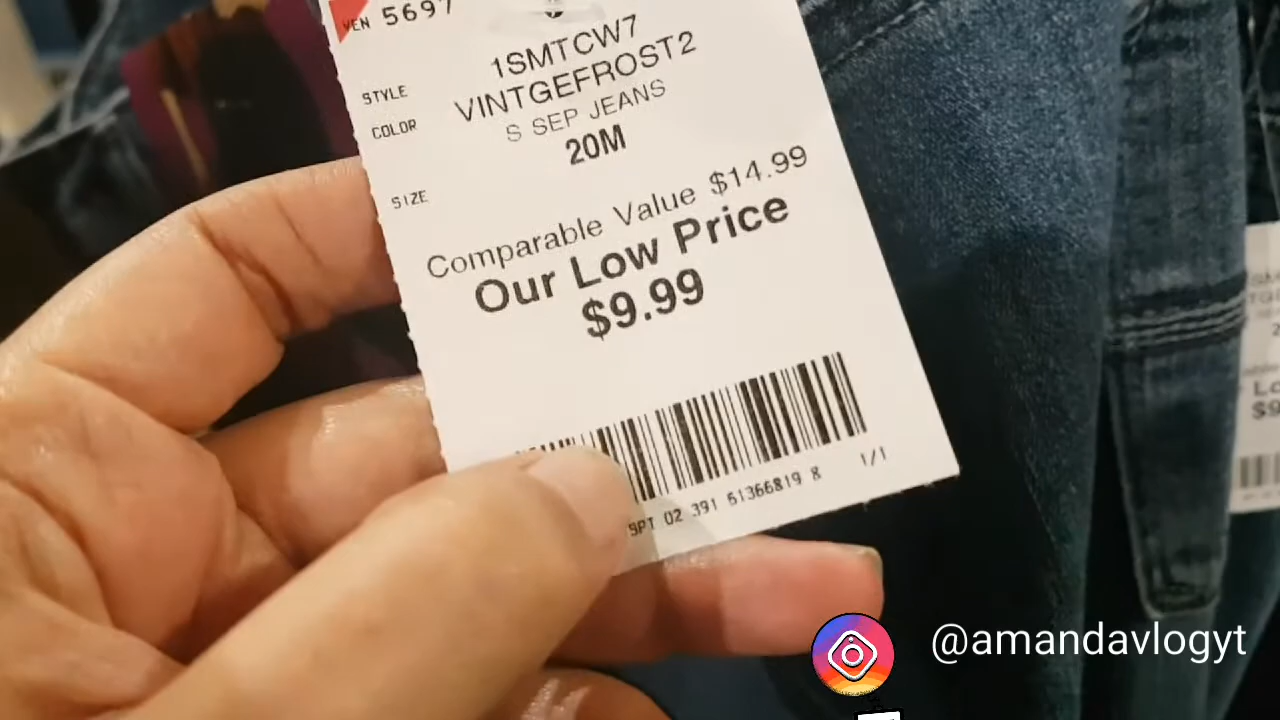 VEN 5697
STYLE 1SMTCW7
COLOR VINTGEFROST2
S SEP JEANS
SIZE 20M
Comparable Value $14.99
Our Low Price
$9.99
9PT 02 391 61366819 8 1/1
@amandavlogyt